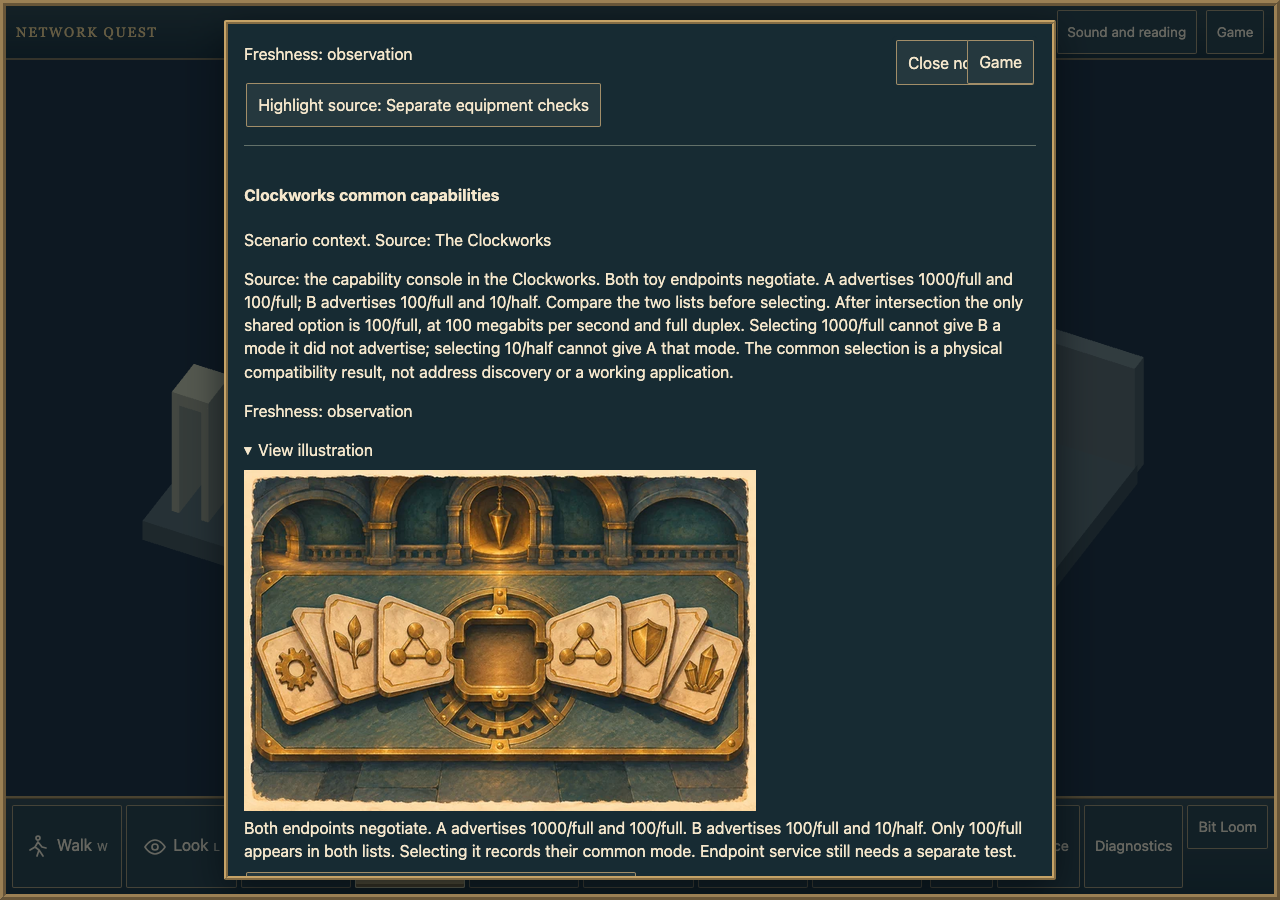 NETWORK QUEST
Sound and reading
Game
Freshness: observation
Close no
Game
Highlight source: Separate equipment checks
Clockworks common capabilities
Scenario context. Source: The Clockworks
Source: the capability console in the Clockworks. Both toy endpoints negotiate. A advertises 1000/full and
100/full; B advertises 100/full and 10/half. Compare the two lists before selecting. After intersection the only
shared option is 100/full, at 100 megabits per second and full duplex. Selecting 1000/full cannot give B a
mode it did not advertise; selecting 10/half cannot give A that mode. The common selection is a physical
compatibility result, not address discovery or a working application.
Freshness: observation
▾ View illustration
Both endpoints negotiate. A advertises 1000/full and 100/full. B advertises 100/full and 10/half. Only 100/full
appears in both lists. Selecting it records their common mode. Endpoint service still needs a separate test.
Walk W
Look L
Diagnostics
Bit Loom